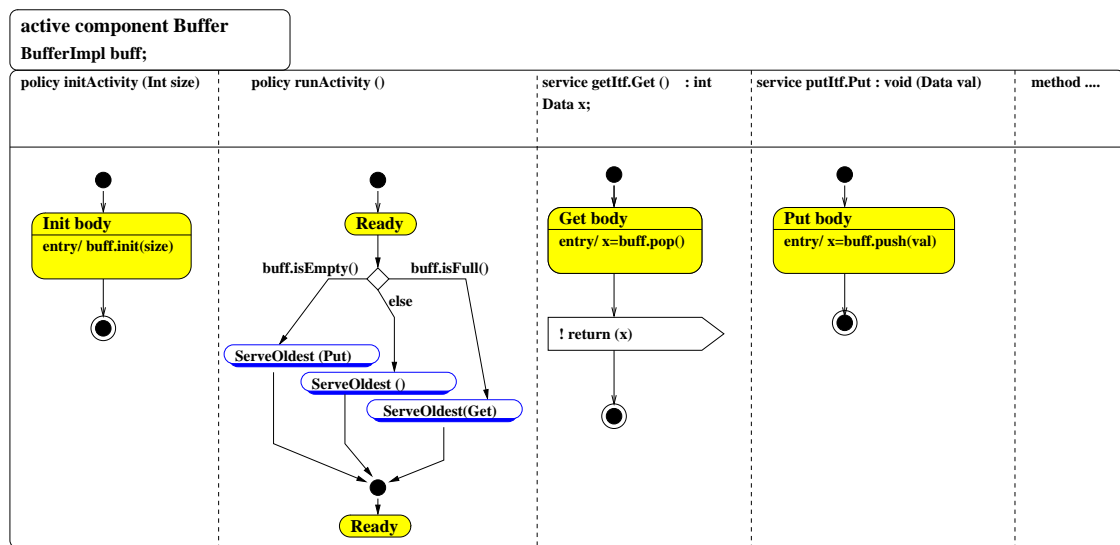 active component Buffer
BufferImpl buff;
policy initActivity (Int size)
policy runActivity ()
service getItf.Get () : int
Data x;
service putItf.Put : void (Data val)
method ....
Init body
entry/ buff.init(size)
Ready
buff.isEmpty()
buff.isFull()
else
ServeOldest (Put)
ServeOldest ()
ServeOldest(Get)
Ready
Get body
entry/ x=buff.pop()
! return (x)
Put body
entry/ x=buff.push(val)